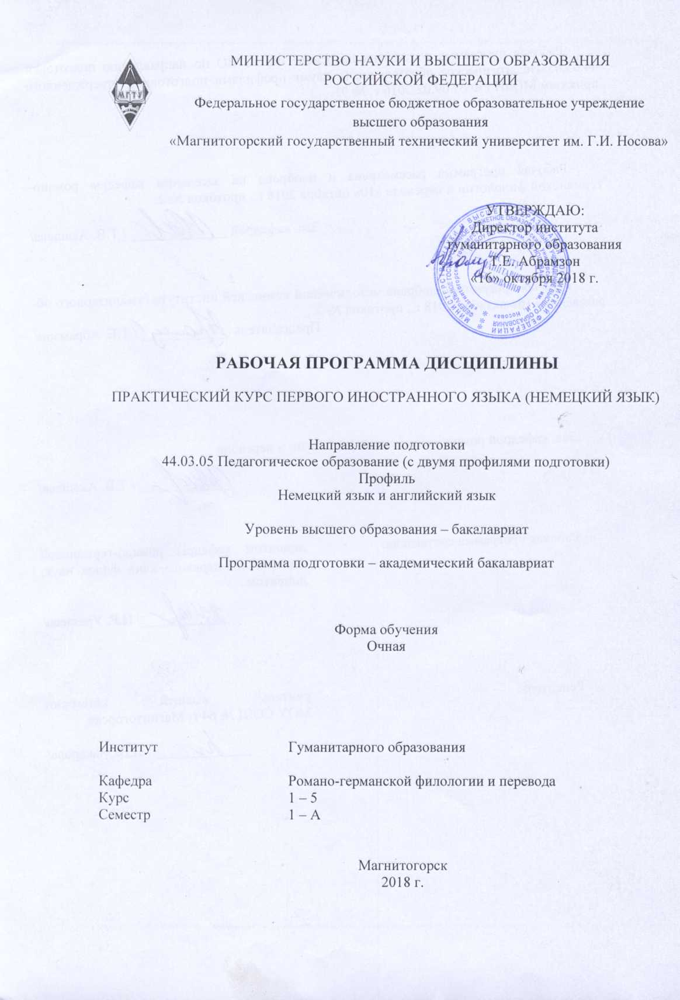 МИНИСТЕРСТВО НАУКИ И ВЫСШЕГО ОБРАЗОВАНИЯ
РОССИЙСКОЙ ФЕДЕРАЦИИ
Федеральное государственное бюджетное образовательное учреждение
высшего образования
«Магнитогорский государственный технический университет им. Г.И. Носова»
МГТУ
УТВЕРЖДАЮ:
Директор института
гуманитарного образования
Т.Е. Абрамзон
«16» октября 2018 г.
РАБОЧАЯ ПРОГРАММА ДИСЦИПЛИНЫ
ПРАКТИЧЕСКИЙ КУРС ПЕРВОГО ИНОСТРАННОГО ЯЗЫКА (НЕМЕЦКИЙ ЯЗЫК)
Направление подготовки
44.03.05 Педагогическое образование (с двумя профилями подготовки)
Профиль
Немецкий язык и английский язык
Уровень высшего образования – бакалавриат
Программа подготовки – академический бакалавриат
Форма обучения
Очная
Институт Гуманитарного образования
Кафедра Романо-германской филологии и перевода
Курс 1 – 5
Семестр 1 – А
Магнитогорск
2018 г.